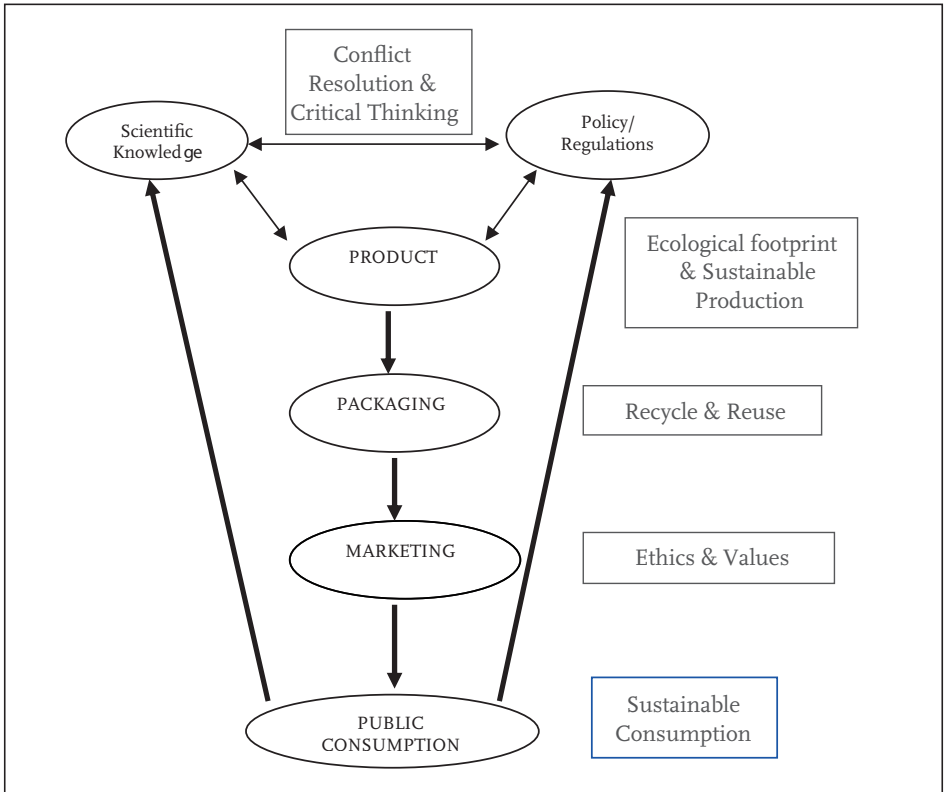 Conflict
Resolution &
Critical Thinking
Scientific
Knowledge
Policy/
Regulations
PRODUCT
Ecological footprint
& Sustainable
Production
PACKAGING
Recycle & Reuse
MARKETING
Ethics & Values
PUBLIC
CONSUMPTION
Sustainable
Consumption